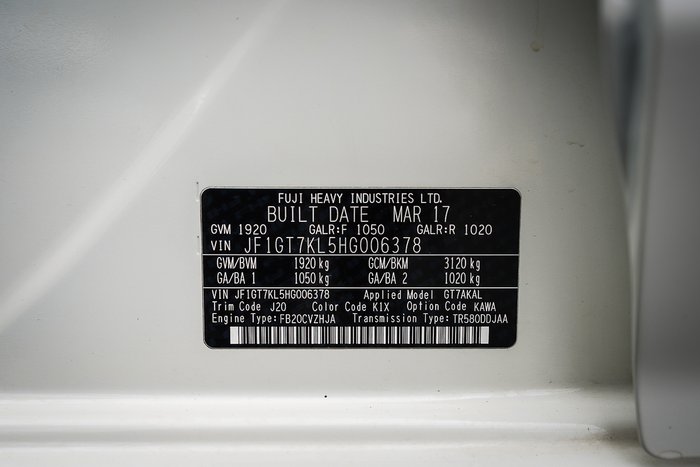 FUJI HEAVY INDUSTRIES LTD.
BUILT DATE MAR 17
GVM 1920 GALR:F 1050 GALR:R 1020
VIN JF1GT7KL5HG006378
GVM/BVM 1920 kg GCM/BKM 3120 kg
GA/BA 1 1050 kg GA/BA 2 1020 kg
VIN JF1GT7KL5HG006378 Applied Model GT7AKAL
Trim Code J20 Color Code K1X Option Code KAWA
Engine Type:FB20CVZHJA Transmission Type:TR580DDJAA